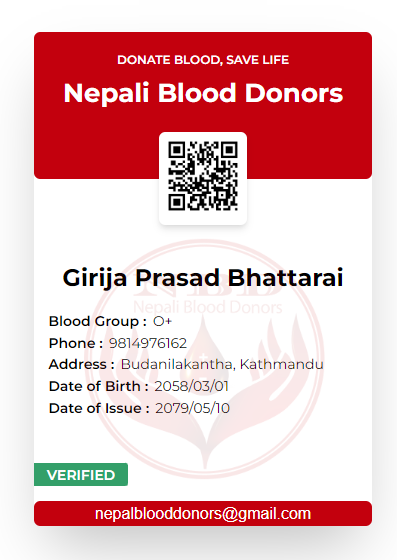 DONATE BLOOD, SAVE LIFE
Nepali Blood Donors
Girija Prasad Bhattarai
NBD
Nepali Blood Donors
Blood Group : O+
Phone : 9814976162
Address : Budanilakantha, Kathmandu
Date of Birth : 2058/03/01
Date of Issue : 2079/05/10
VERIFIED
nepalblooddonors@gmail.com